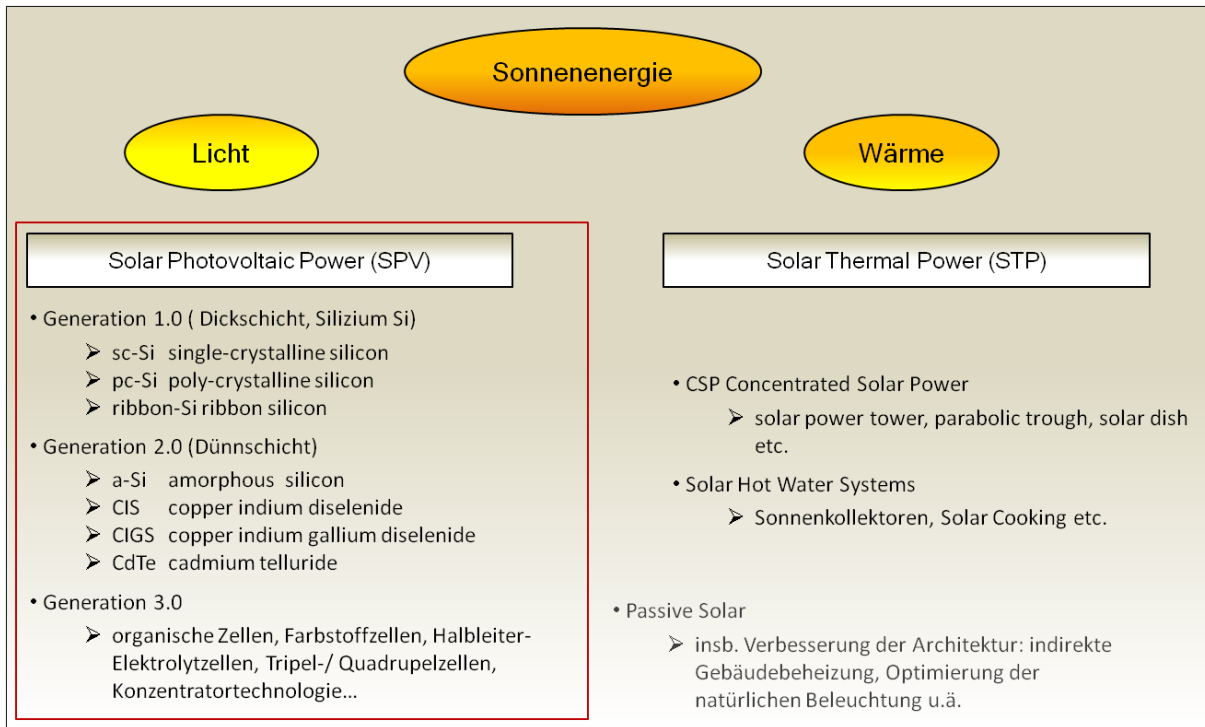 Sonnenenergie
Licht
Wärme
Solar Photovoltaic Power (SPV)
• Generation 1.0 ( Dickschicht, Silizium Si)
➢ sc-Si single-crystalline silicon
➢ pc-Si poly-crystalline silicon
➢ ribbon-Si ribbon silicon
• Generation 2.0 (Dünnschicht)
➢ a-Si amorphous silicon
➢ CIS copper indium diselenide
➢ CIGS copper indium gallium diselenide
➢ CdTe cadmium telluride
• Generation 3.0
➢ organische Zellen, Farbstoffzellen, Halbleiter-
Elektrolytzellen, Tripel-/ Quadrupelzellen,
Konzentratortechnologie...
Solar Thermal Power (STP)
• CSP Concentrated Solar Power
➢ solar power tower, parabolic trough, solar dish
etc.
• Solar Hot Water Systems
➢ Sonnenkollektoren, Solar Cooking etc.
• Passive Solar
➢ insb. Verbesserung der Architektur: indirekte
Gebäudebeheizung, Optimierung der
natürlichen Beleuchtung u.ä.